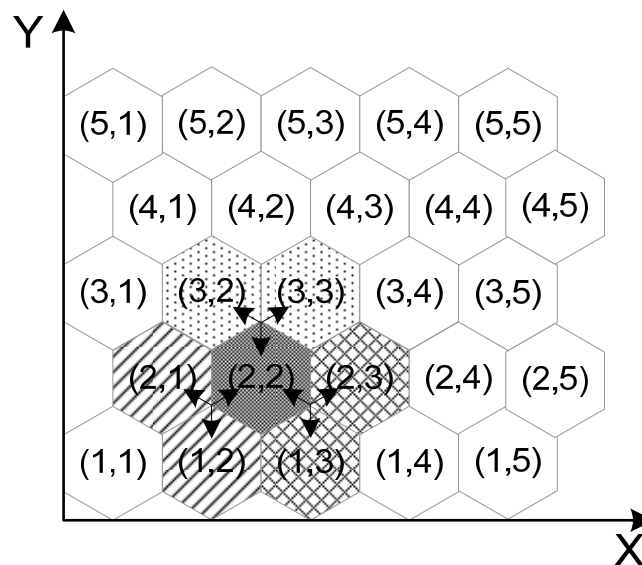 Y
(5,1) (5,2) (5,3) (5,4) (5,5)
(4,1) (4,2) (4,3) (4,4) (4,5)
(3,1) (3,2) (3,3) (3,4) (3,5)
(2,1) (2,2) (2,3) (2,4) (2,5)
(1,1) (1,2) (1,3) (1,4) (1,5)
X